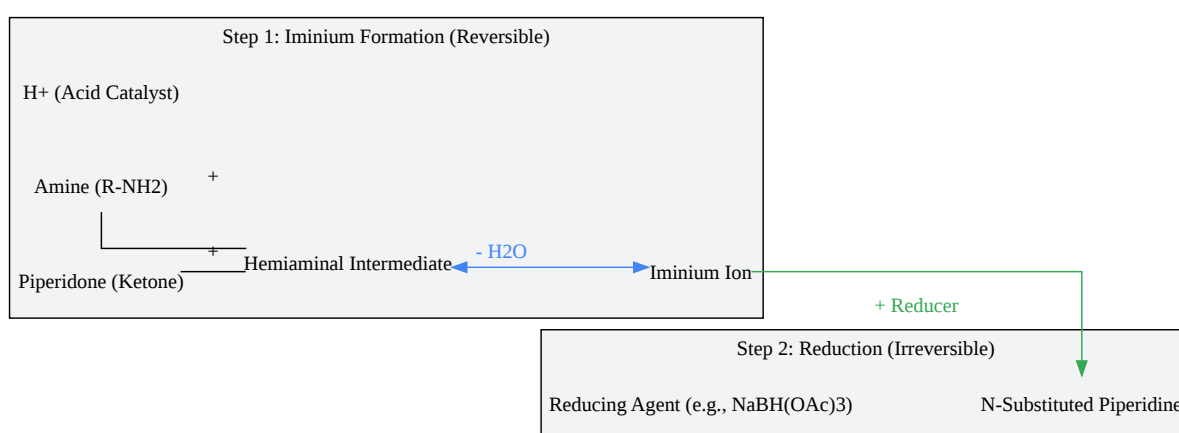 Step 1: Iminium Formation (Reversible)
H+ (Acid Catalyst)
+
Amine (R-NH2)
+
Piperidone (Ketone)
Hemiaminal Intermediate
- H2O
Iminium Ion
+ Reducer
Step 2: Reduction (Irreversible)
Reducing Agent (e.g., NaBH(OAc)3)
N-Substituted Piperidine